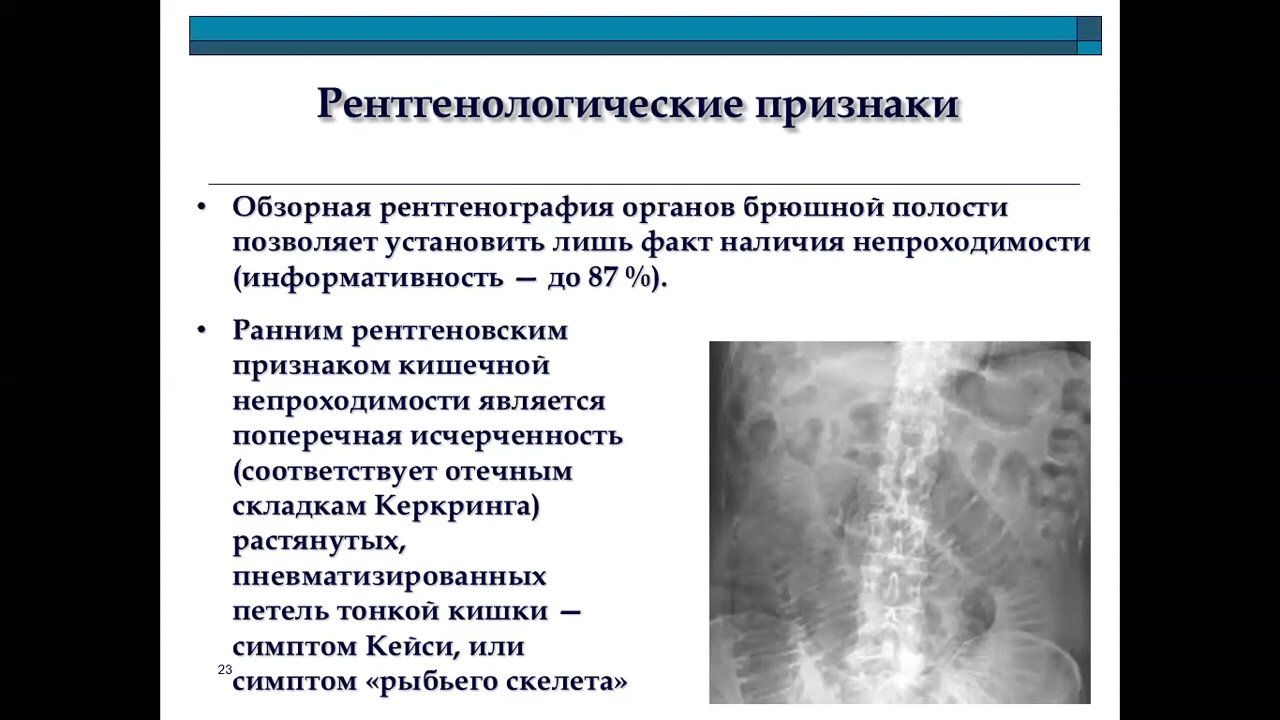 Рентгенологические признаки
• Обзорная рентгенография органов брюшной полости
позволяет установить лишь факт наличия непроходимости
(информативность — до 87 %).
• Ранним рентгеновским
признаком кишечной
непроходимости является
поперечная исчерченность
(соответствует отечным
складкам Керкринга)
растянутых,
пневматизированных
петель тонкой кишки —
симптом Кейси, или
симптом «рыбьего скелета»
23